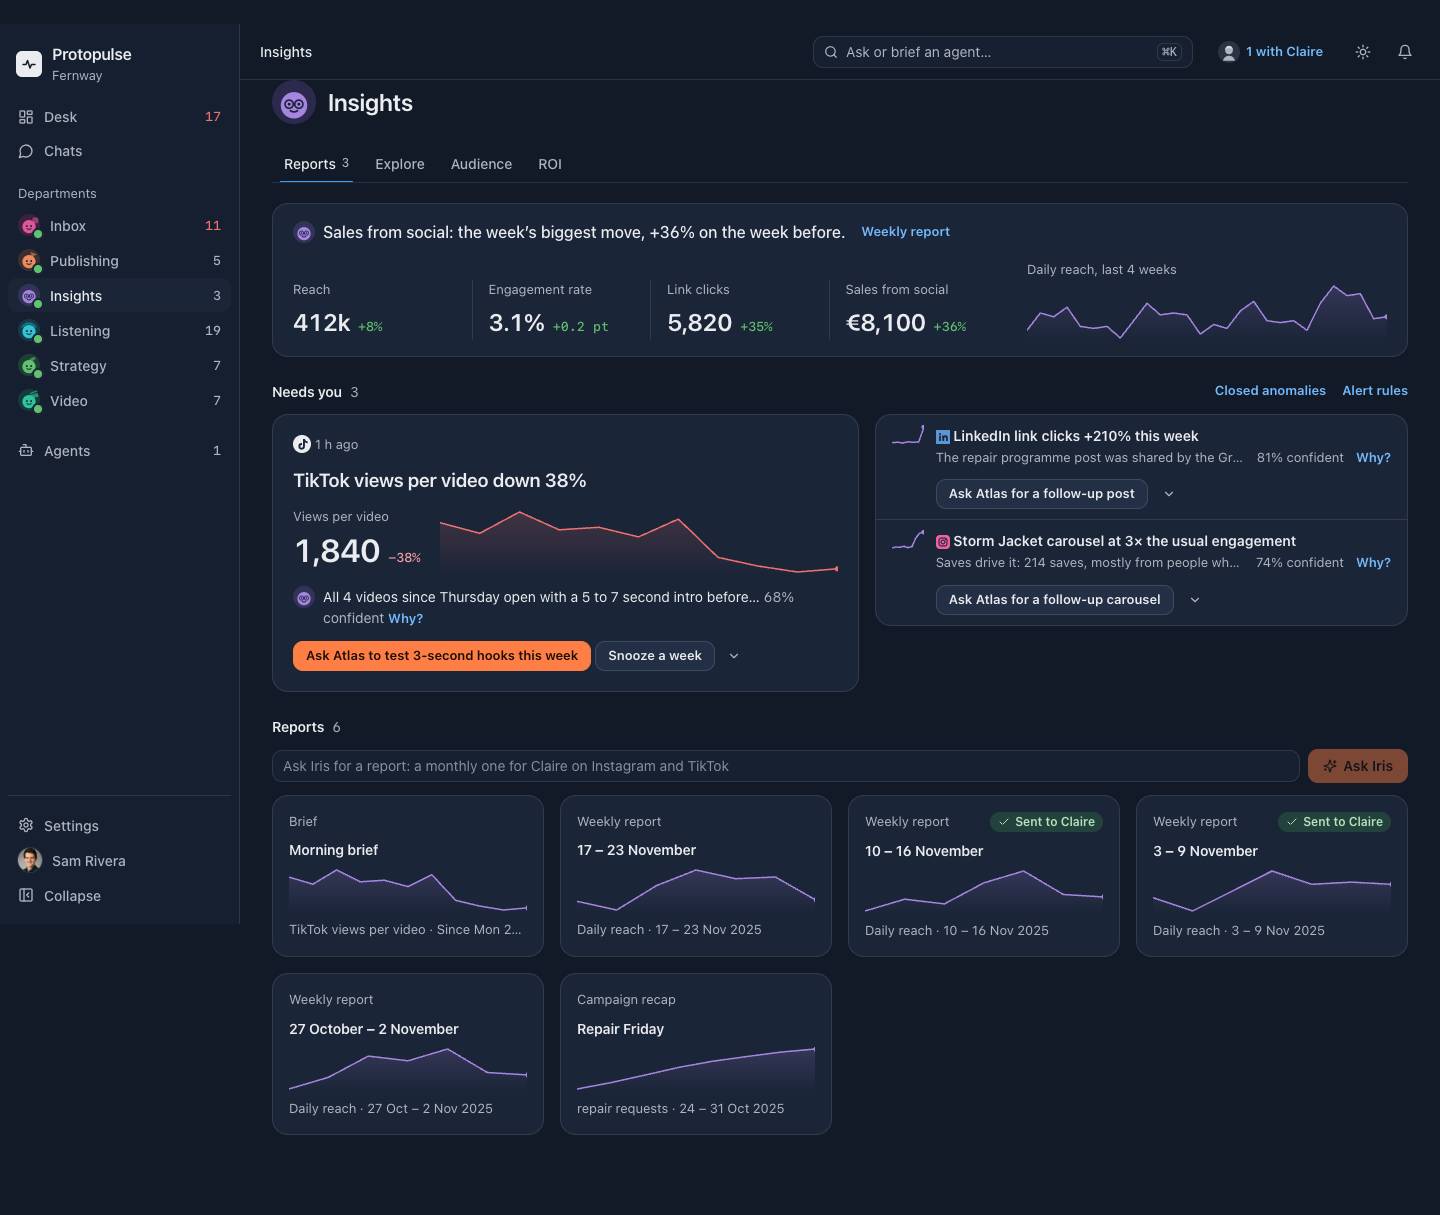 Protopulse
Fernway
Insights
Ask or brief an agent...
⌘K
1 with Claire
Desk 17
Chats
Departments
Inbox 11
Publishing 5
Insights 3
Listening 19
Strategy 7
Video 7
Agents 1
Settings
Sam Rivera
Collapse
Insights
Reports 3 Explore Audience ROI
Sales from social: the week's biggest move, +36% on the week before. Weekly report
Reach
412k +8%
Engagement rate
3.1% +0.2 pt
Link clicks
5,820 +35%
Sales from social
€8,100 +36%
Daily reach, last 4 weeks
Needs you 3
Closed anomalies Alert rules
1 h ago
TikTok views per video down 38%
Views per video
1,840 −38%
All 4 videos since Thursday open with a 5 to 7 second intro before... 68%
confident Why?
Ask Atlas to test 3-second hooks this week Snooze a week
LinkedIn link clicks +210% this week
The repair programme post was shared by the Gr... 81% confident Why?
Ask Atlas for a follow-up post
Storm Jacket carousel at 3× the usual engagement
Saves drive it: 214 saves, mostly from people wh... 74% confident Why?
Ask Atlas for a follow-up carousel
Reports 6
Ask Iris for a report: a monthly one for Claire on Instagram and TikTok
Ask Iris
Brief
Morning brief
TikTok views per video · Since Mon 2...
Weekly report
17 – 23 November
Daily reach · 17 – 23 Nov 2025
Weekly report Sent to Claire
10 – 16 November
Daily reach · 10 – 16 Nov 2025
Weekly report Sent to Claire
3 – 9 November
Daily reach · 3 – 9 Nov 2025
Weekly report
27 October – 2 November
Daily reach · 27 Oct – 2 Nov 2025
Campaign recap
Repair Friday
repair requests · 24 – 31 Oct 2025